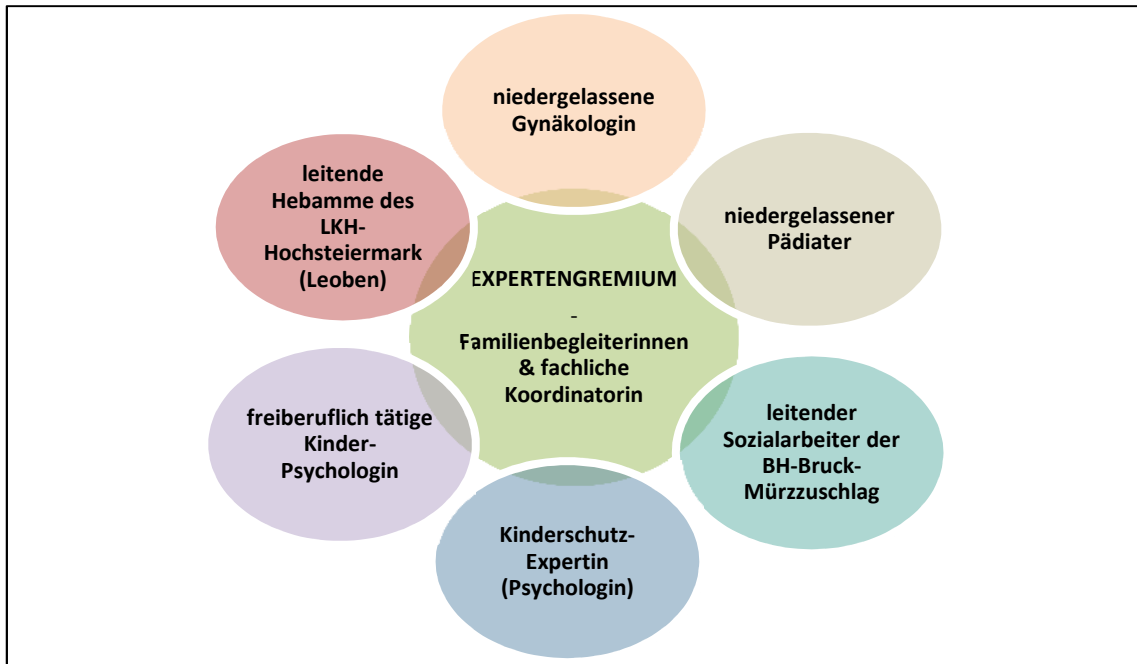 niedergelassene
Gynäkologin
niedergelassener
Pädiater
leitender
Sozialarbeiter der
BH-Bruck-
Mürzzuschlag
Kinderschutz-
Expertin
(Psychologin)
freiberuflich tätige
Kinder-
Psychologin
leitende
Hebamme des
LKH-
Hochsteiermark
(Leoben)
EXPERTENGREMIUM
-
Familienbegleiterinnen
& fachliche
Koordinatorin